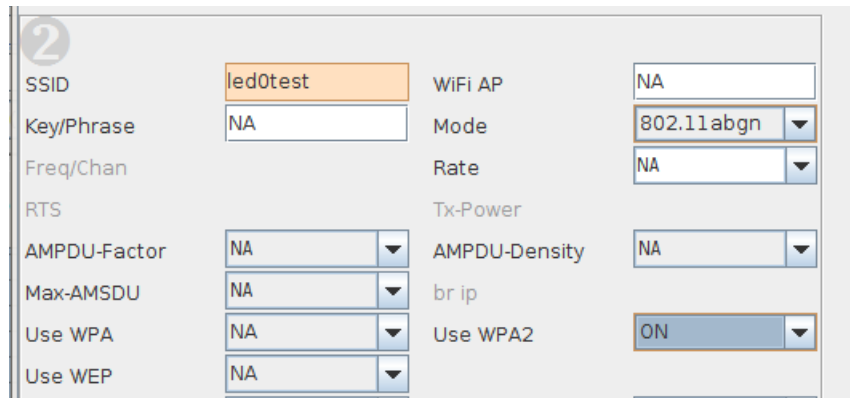 2
SSID led0test WiFi AP NA
Key/Phrase NA Mode 802.11abgn
Freq/Chan Rate NA
RTS Tx-Power
AMPDU-Factor NA AMPDU-Density NA
Max-AMSDU NA br ip
Use WPA NA Use WPA2 ON
Use WEP NA